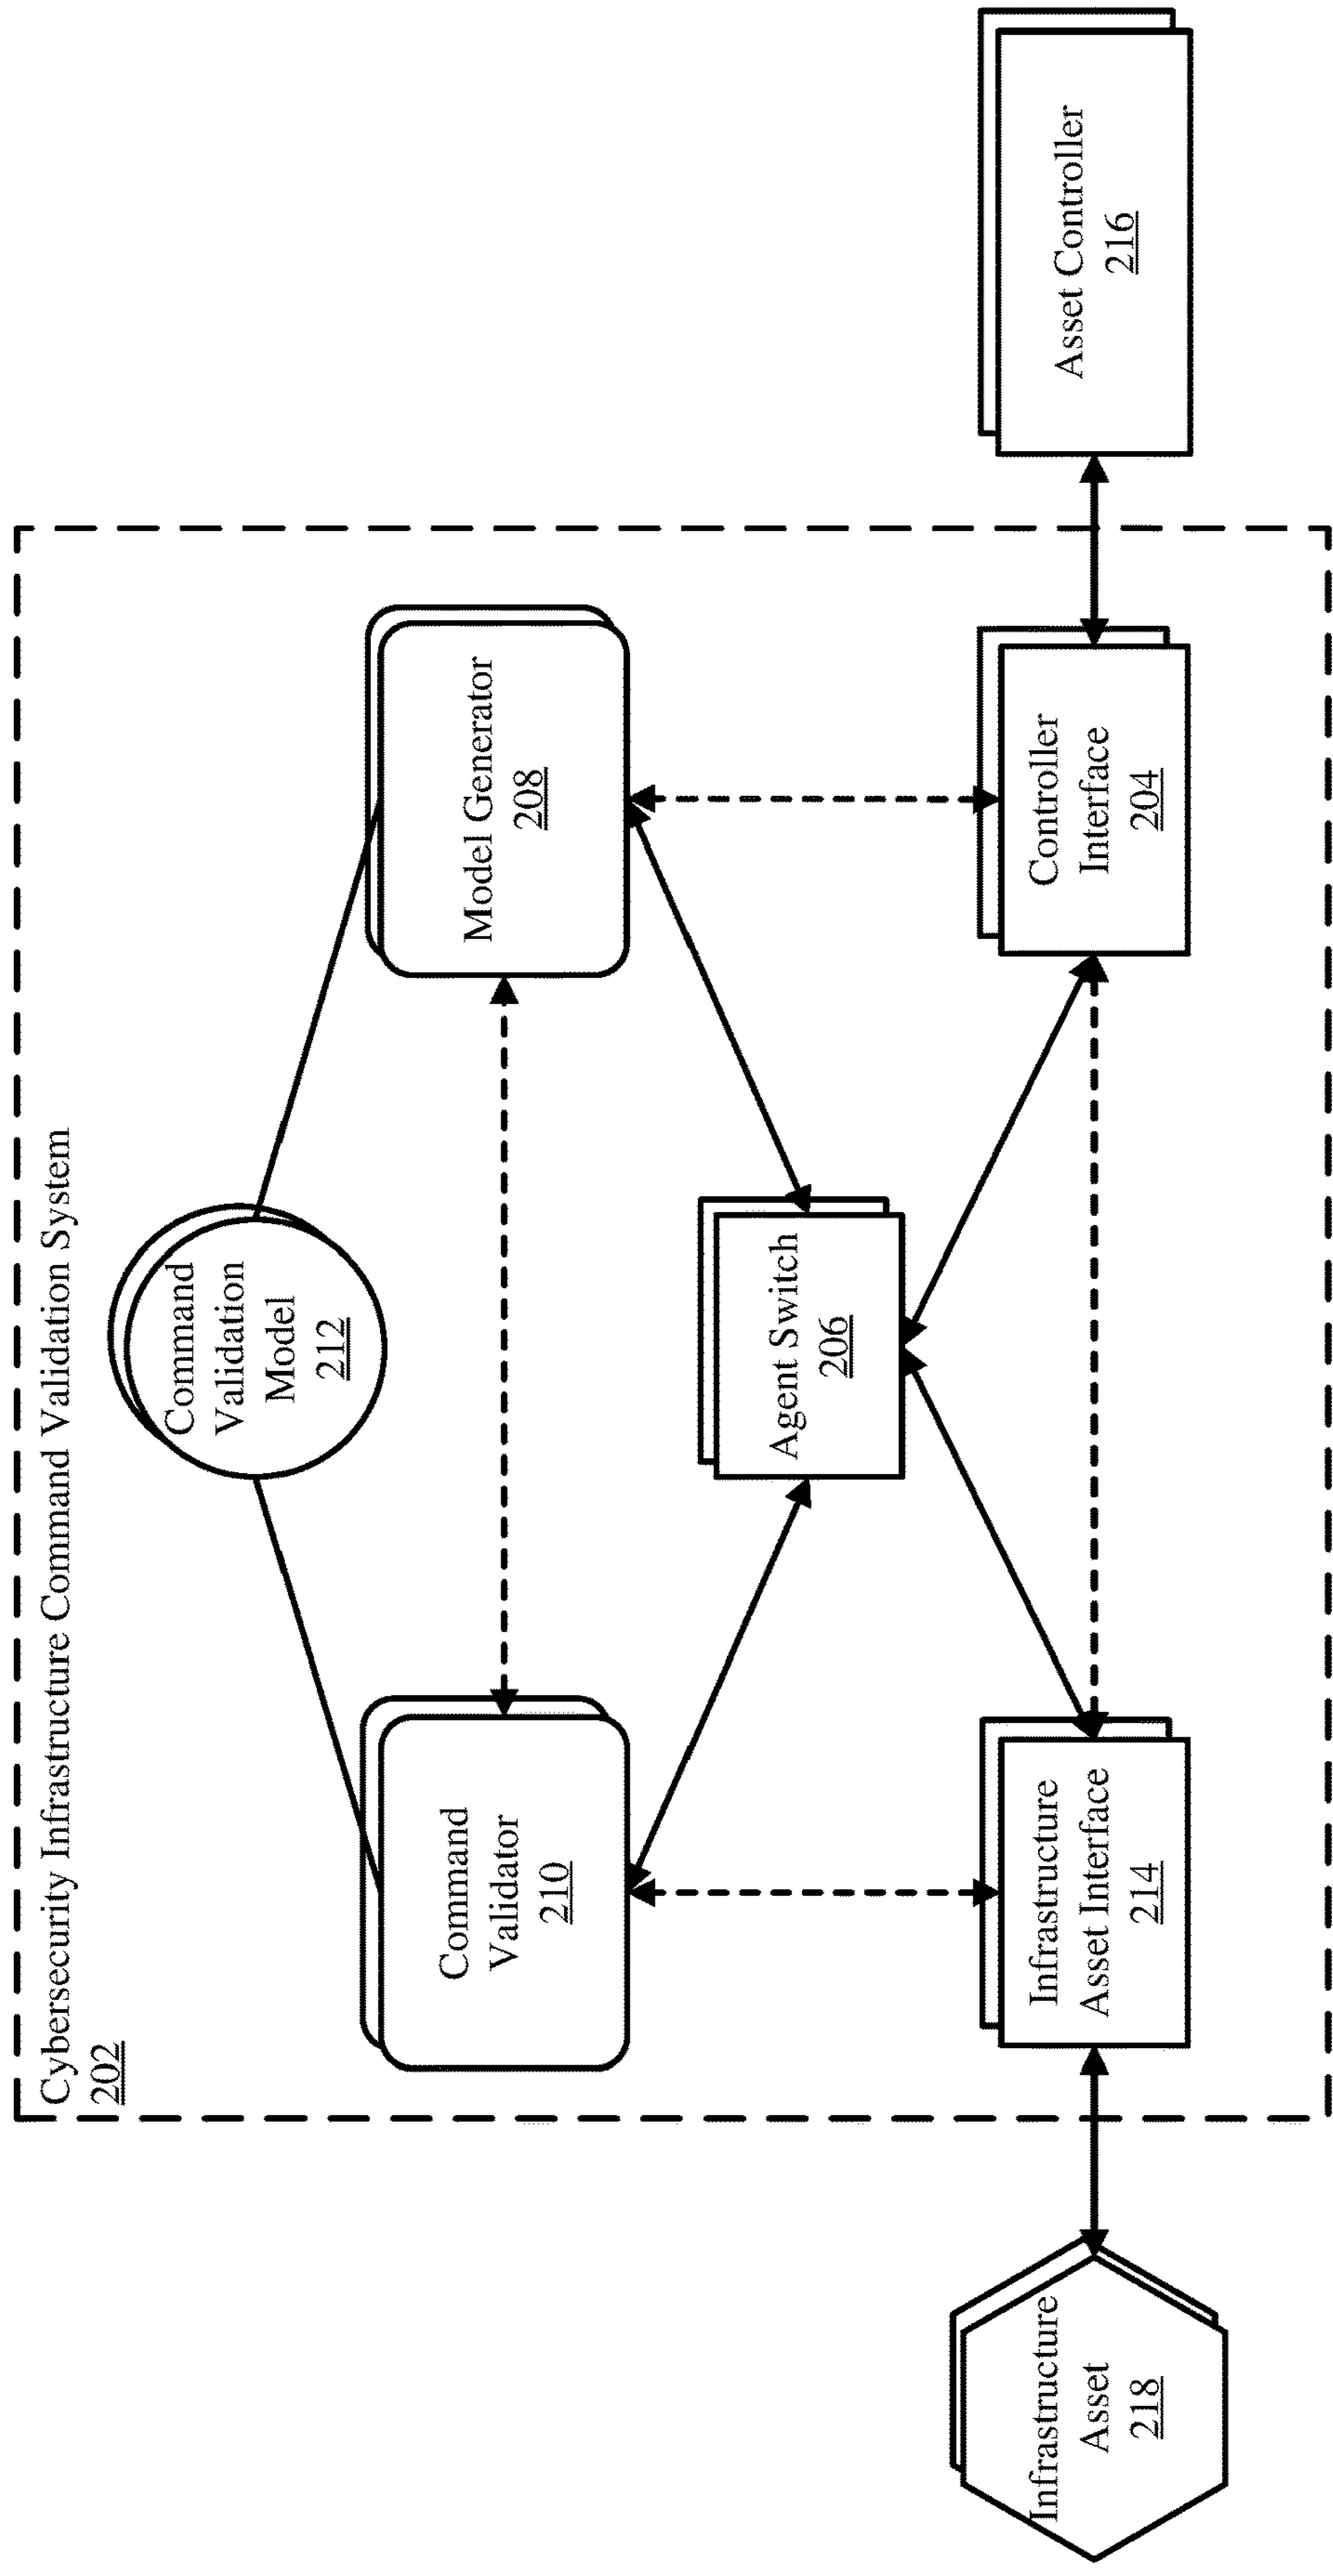 Cybersecurity Infrastructure Command Validation System
202
Command
Validation
Model
212
Command
Validator
210
Model Generator
208
Agent Switch
206
Infrastructure
Asset
218
Infrastructure
Asset Interface
214
Controller
Interface
204
Asset Controller
216